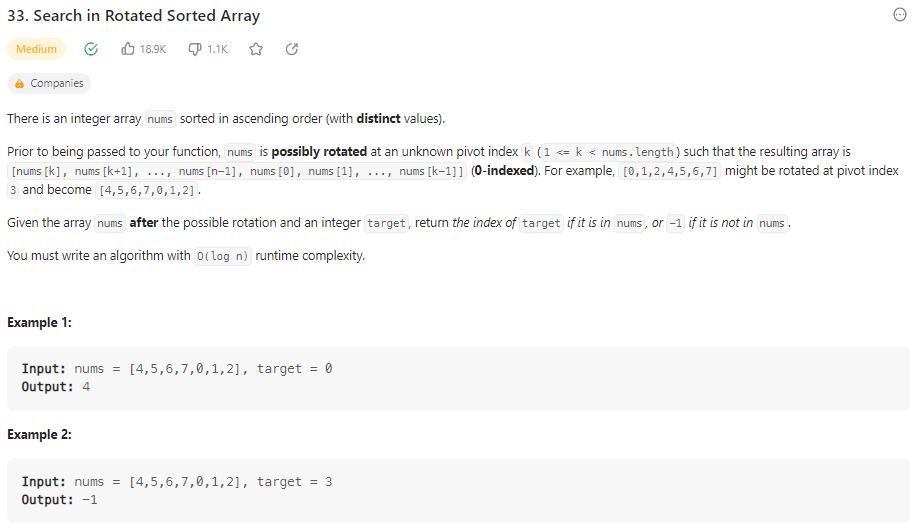 33. Search in Rotated Sorted Array
Medium 18.9K 1.1K
Companies
There is an integer array nums sorted in ascending order (with distinct values).
Prior to being passed to your function, nums is possibly rotated at an unknown pivot index k (1 <= k < nums.length) such that the resulting array is
[nums[k], nums[k+1], ..., nums[n-1], nums[0], nums[1], ..., nums[k-1]] (0-indexed). For example, [0,1,2,4,5,6,7] might be rotated at pivot index
3 and become [4,5,6,7,0,1,2].
Given the array nums after the possible rotation and an integer target, return the index of target if it is in nums, or -1 if it is not in nums.
You must write an algorithm with O(log n) runtime complexity.
Example 1:
Input: nums = [4,5,6,7,0,1,2], target = 0
Output: 4
Example 2:
Input: nums = [4,5,6,7,0,1,2], target = 3
Output: -1